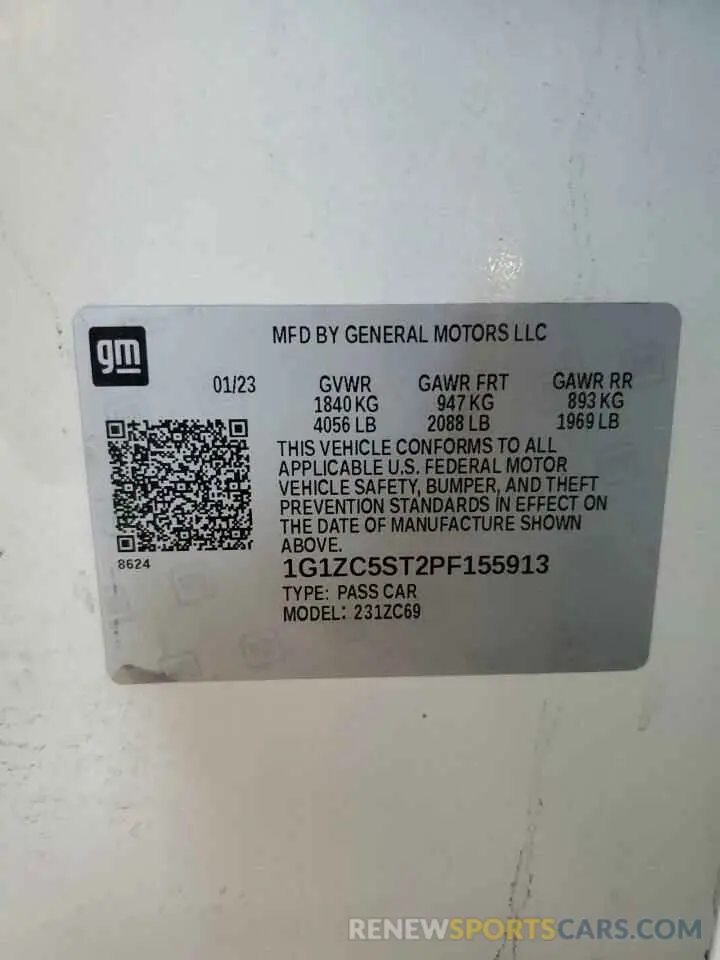 gm
MFD BY GENERAL MOTORS LLC
01/23 GVWR GAWR FRT GAWR RR
1840 KG 947 KG 893 KG
4056 LB 2088 LB 1969 LB
THIS VEHICLE CONFORMS TO ALL
APPLICABLE U.S. FEDERAL MOTOR
VEHICLE SAFETY, BUMPER, AND THEFT
PREVENTION STANDARDS IN EFFECT ON
THE DATE OF MANUFACTURE SHOWN
ABOVE.
8624
1G1ZC5ST2PF155913
TYPE: PASS CAR
MODEL: 231ZC69
RENEWSPORTSCARS.COM